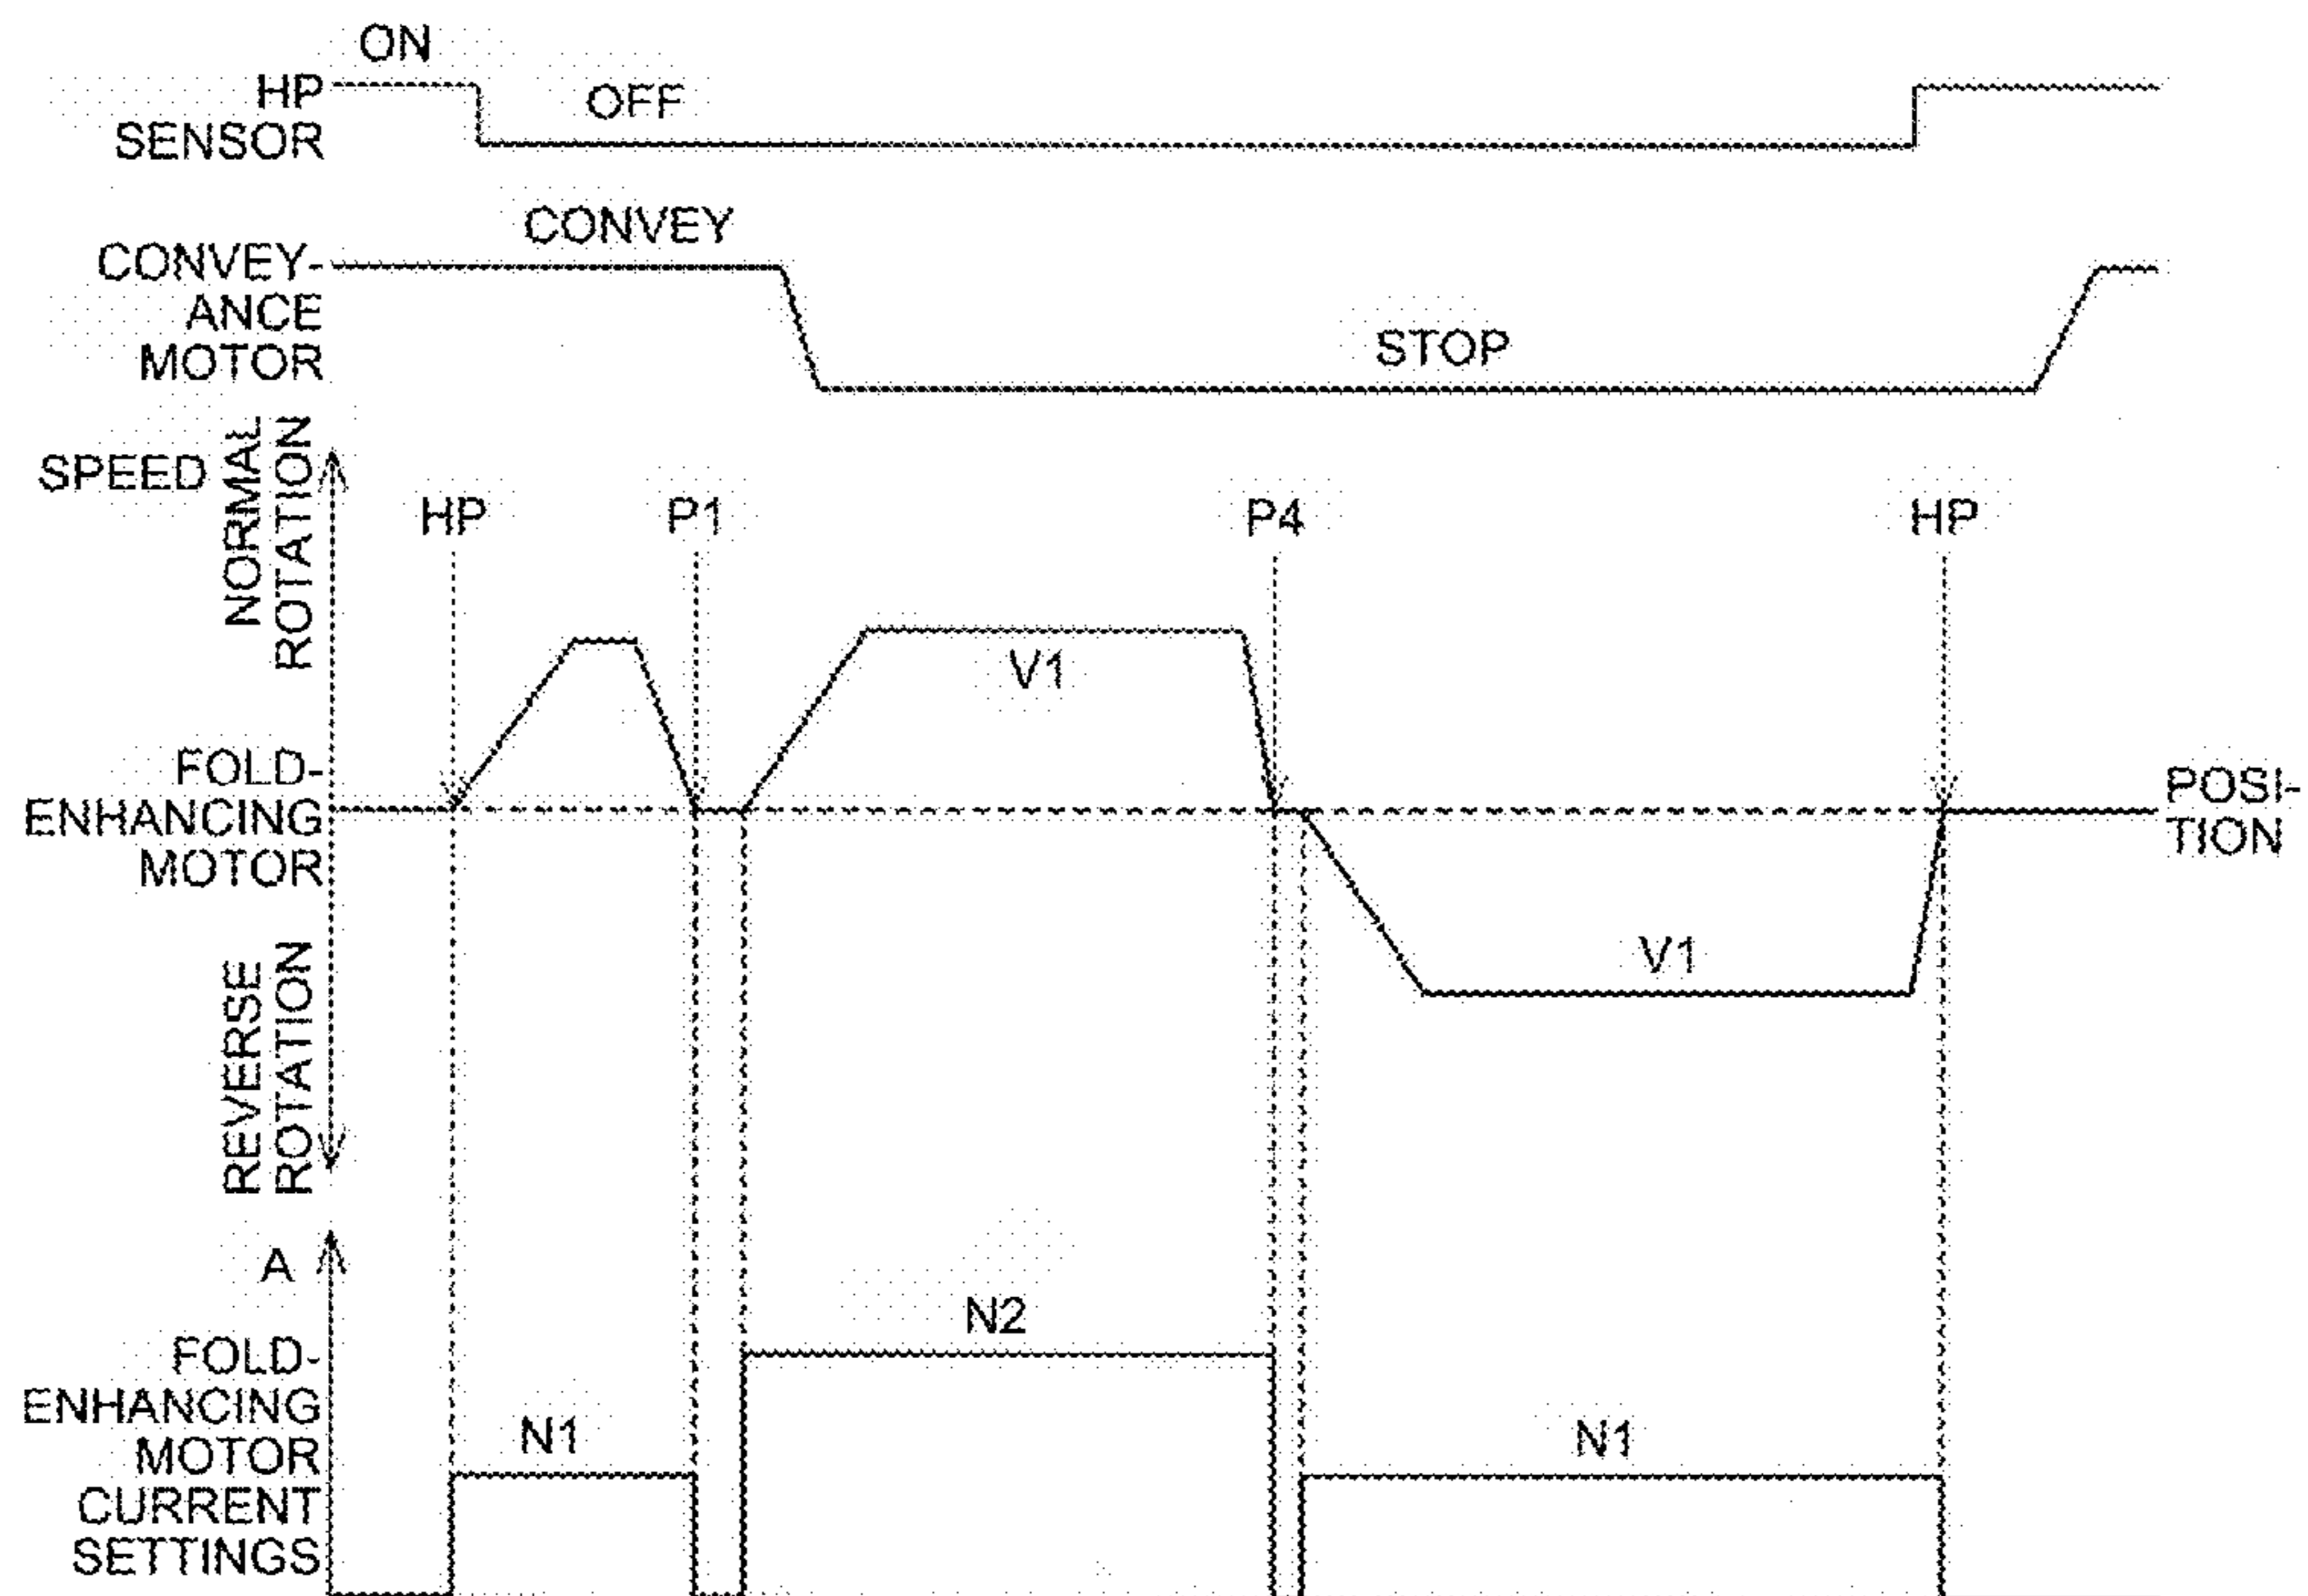 ON
HP
SENSOR
OFF
CONVEY
CONVEY-
ANCE
MOTOR
STOP
SPEED
NORMAL
ROTATION
HP
P1
P4
HP
V1
FOLD-
ENHANCING
MOTOR
POSI-
TION
REVERSE
ROTATION
V1
A
N2
FOLD-
ENHANCING
MOTOR
CURRENT
SETTINGS
N1
N1